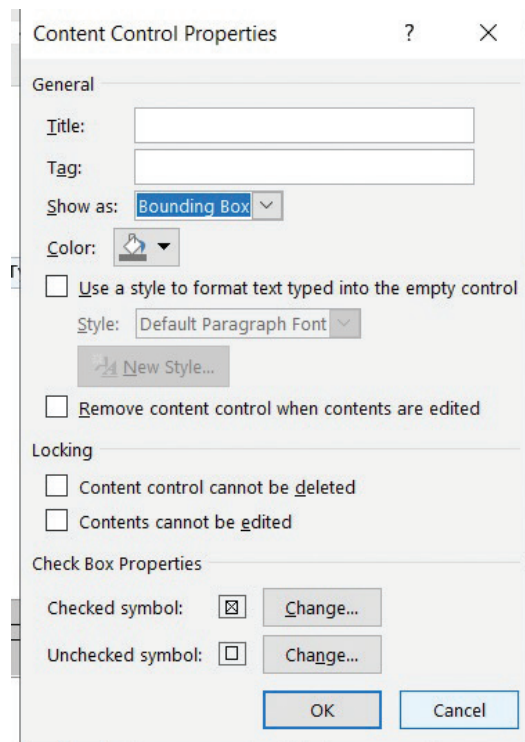 Content Control Properties ? ×
General
Title:
Tag:
Show as: Bounding Box
Color:
Use a style to format text typed into the empty control
Style: Default Paragraph Font
New Style...
Remove content control when contents are edited
Locking
Content control cannot be deleted
Contents cannot be edited
Check Box Properties
Checked symbol: Change...
Unchecked symbol: Change...
OK Cancel